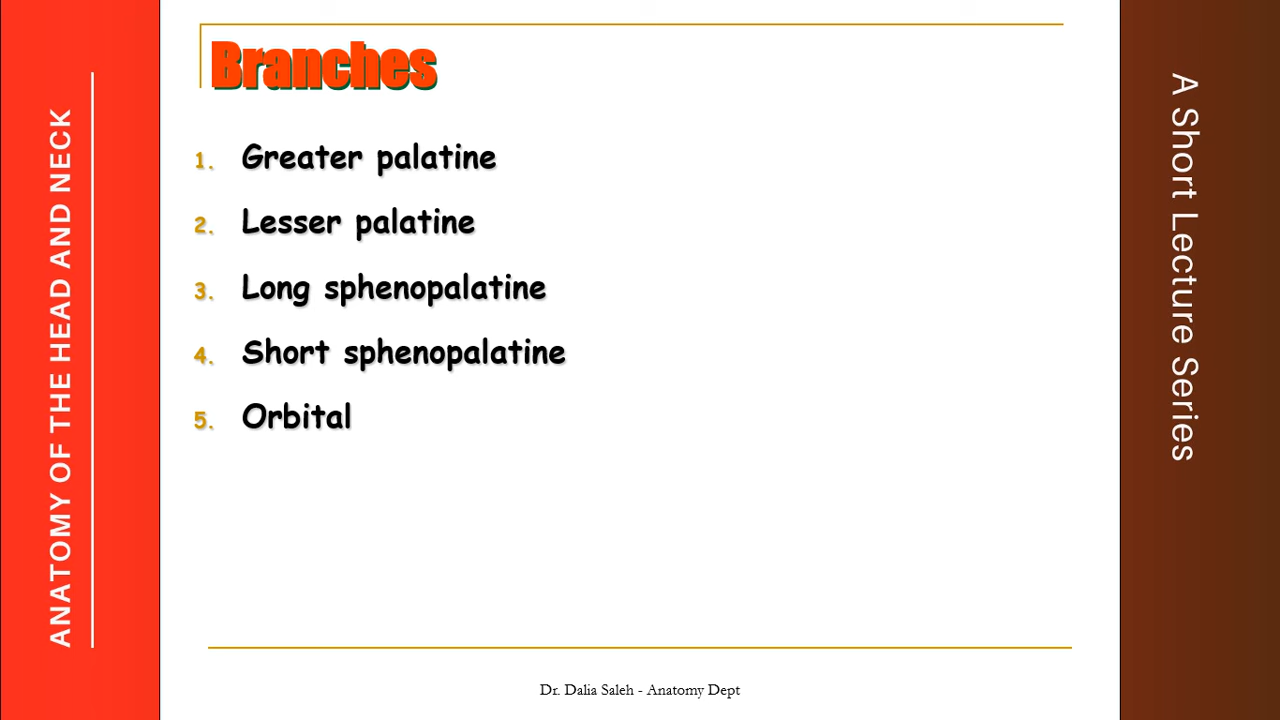 ANATOMY OF THE HEAD AND NECK
Branches
1. Greater palatine
2. Lesser palatine
3. Long sphenopalatine
4. Short sphenopalatine
5. Orbital
Dr. Dalia Saleh - Anatomy Dept
A Short Lecture Series